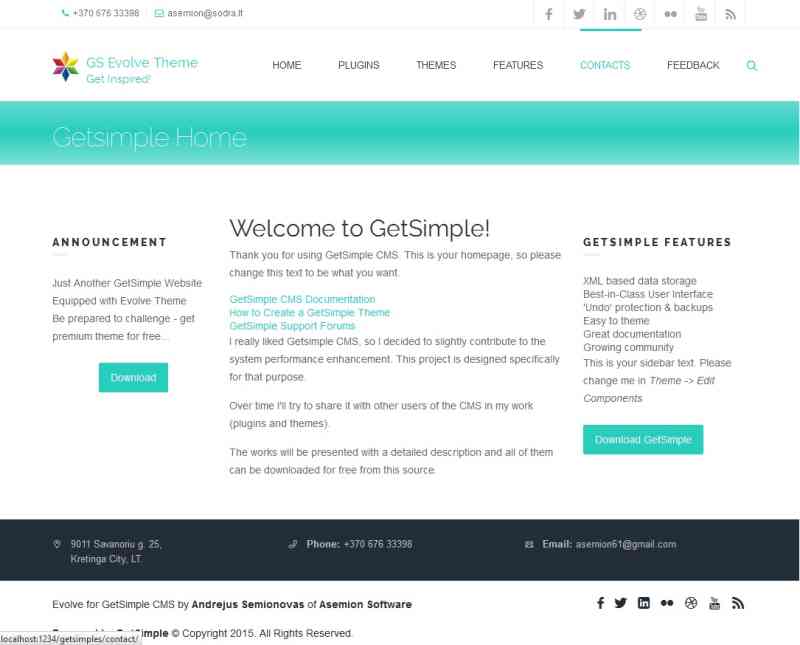 +370 676 33398 asemion@sodra.lt
GS Evolve Theme
Get Inspired!
HOME PLUGINS THEMES FEATURES CONTACTS FEEDBACK
Getsimple Home
ANNOUNCEMENT
Just Another GetSimple Website
Equipped with Evolve Theme
Be prepared to challenge - get
premium theme for free...
Download
Welcome to GetSimple!
Thank you for using GetSimple CMS. This is your homepage, so please
change this text to be what you want.
GetSimple CMS Documentation
How to Create a GetSimple Theme
GetSimple Support Forums
I really liked Getsimple CMS, so I decided to slightly contribute to the
system performance enhancement. This project is designed specifically
for that purpose.
Over time I'll try to share it with other users of the CMS in my work
(plugins and themes).
The works will be presented with a detailed description and all of them
can be downloaded for free from this source.
GETSIMPLE FEATURES
XML based data storage
Best-in-Class User Interface
'Undo' protection & backups
Easy to theme
Great documentation
Growing community
This is your sidebar text. Please
change me in Theme -> Edit
Components
Download GetSimple
9011 Savanoriu g. 25,
Kretinga City, LT.
Phone: +370 676 33398
Email: asemion61@gmail.com
Evolve for GetSimple CMS by Andrejus Semionovas of Asemion Software
Simple © Copyright 2015. All Rights Reserved.
localhost:1234/getsimples/contact/